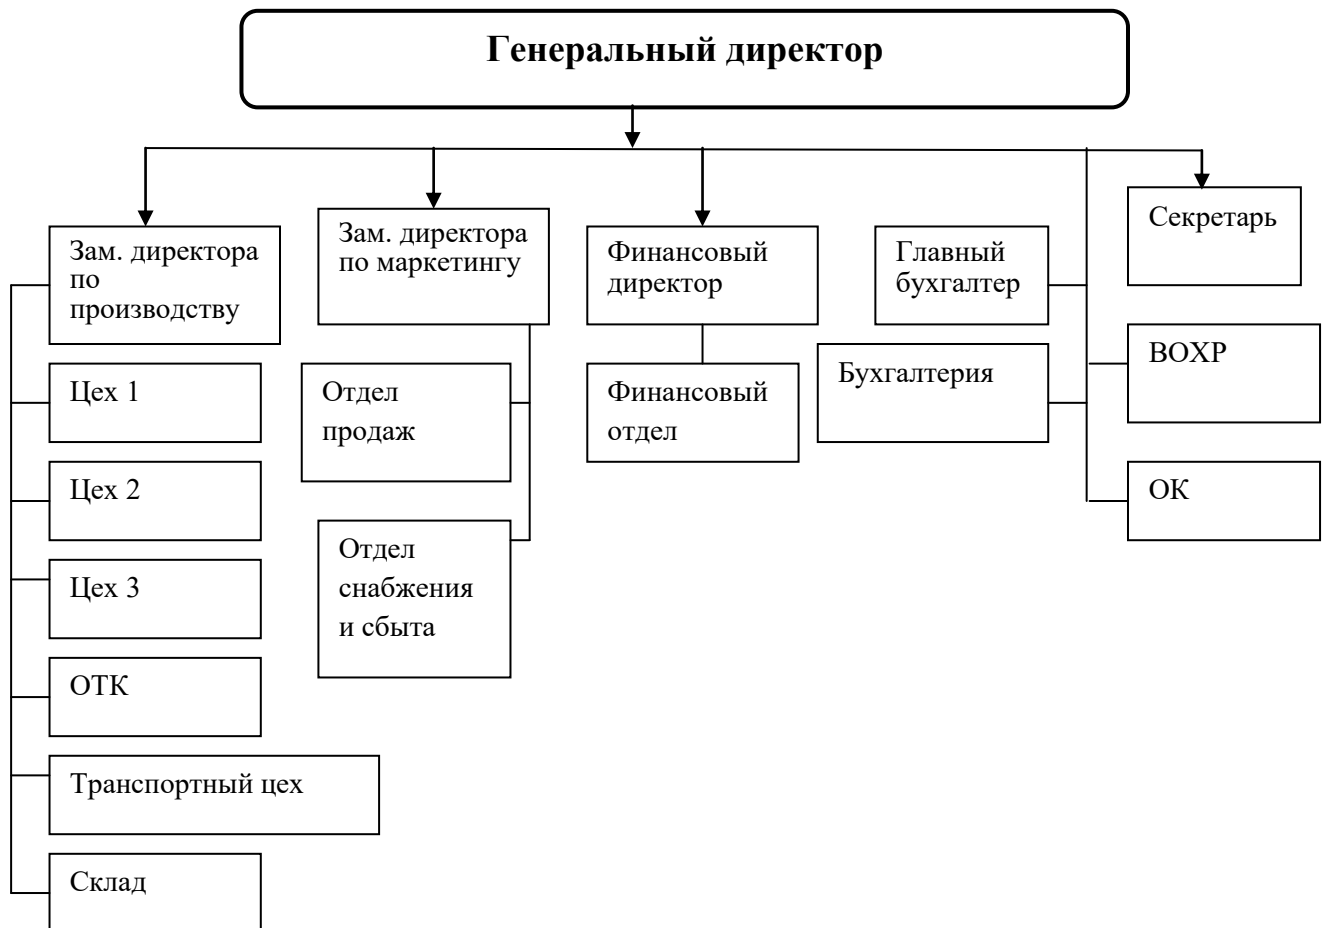 Генеральный директор
Зам. директора
по
производству
Зам. директора
по маркетингу
Финансовый
директор
Главный
бухгалтер
Секретарь
Цех 1
Отдел
продаж
Финансовый
отдел
Бухгалтерия
ВОХР
Цех 2
ОК
Цех 3
Отдел
снабжения
и сбыта
ОТК
Транспортный цех
Склад